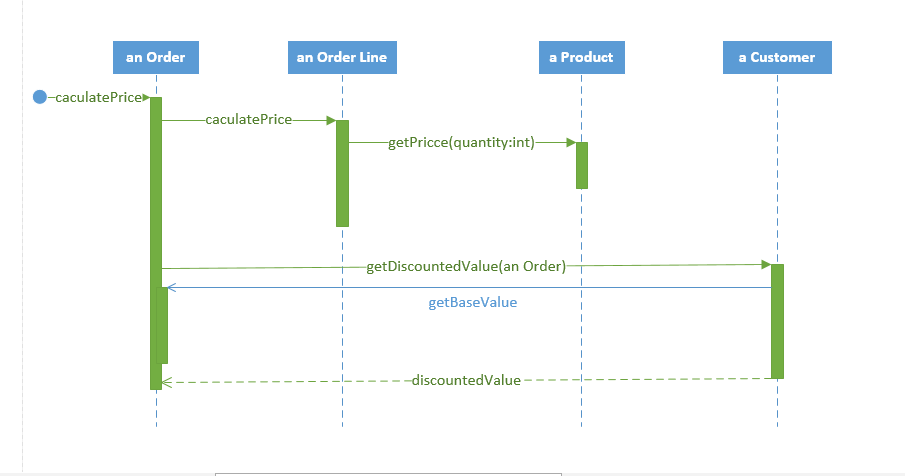 an Order
an Order Line
a Product
a Customer
caculatePrice
caculatePrice
getPricce(quantity:int)
getDiscountedValue(an Order)
getBaseValue
discountedValue